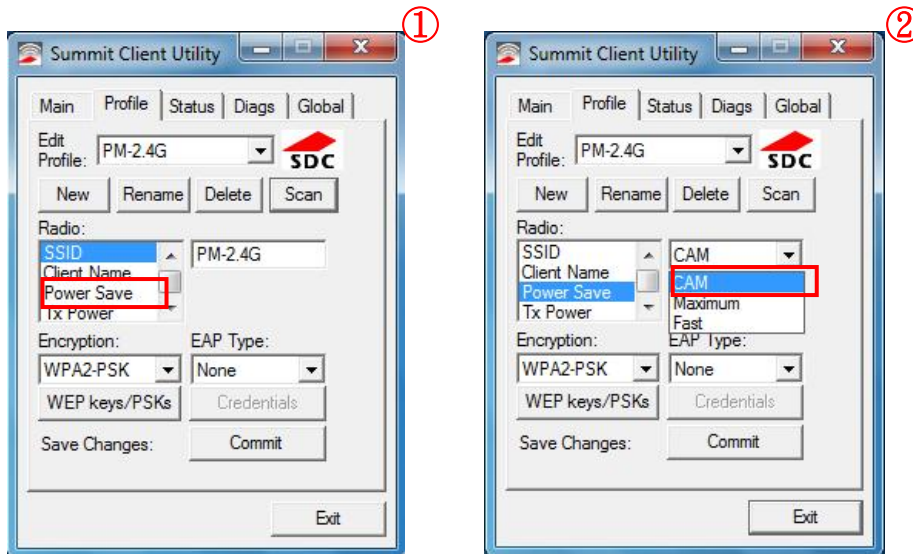 ①
Summit Client Utility
Main Profile Status Diags Global
Edit Profile: PM-2.4G
SDC
New Rename Delete Scan
Radio:
SSID PM-2.4G
Client Name
Power Save
Tx Power
Encryption: EAP Type:
WPA2-PSK None
WEP keys/PSKs Credentials
Save Changes: Commit
Exit
②
Summit Client Utility
Main Profile Status Diags Global
Edit Profile: PM-2.4G
SDC
New Rename Delete Scan
Radio:
SSID CAM
Client Name CAM
Power Save Maximum
Tx Power Fast
Encryption: EAP Type:
WPA2-PSK None
WEP keys/PSKs Credentials
Save Changes: Commit
Exit